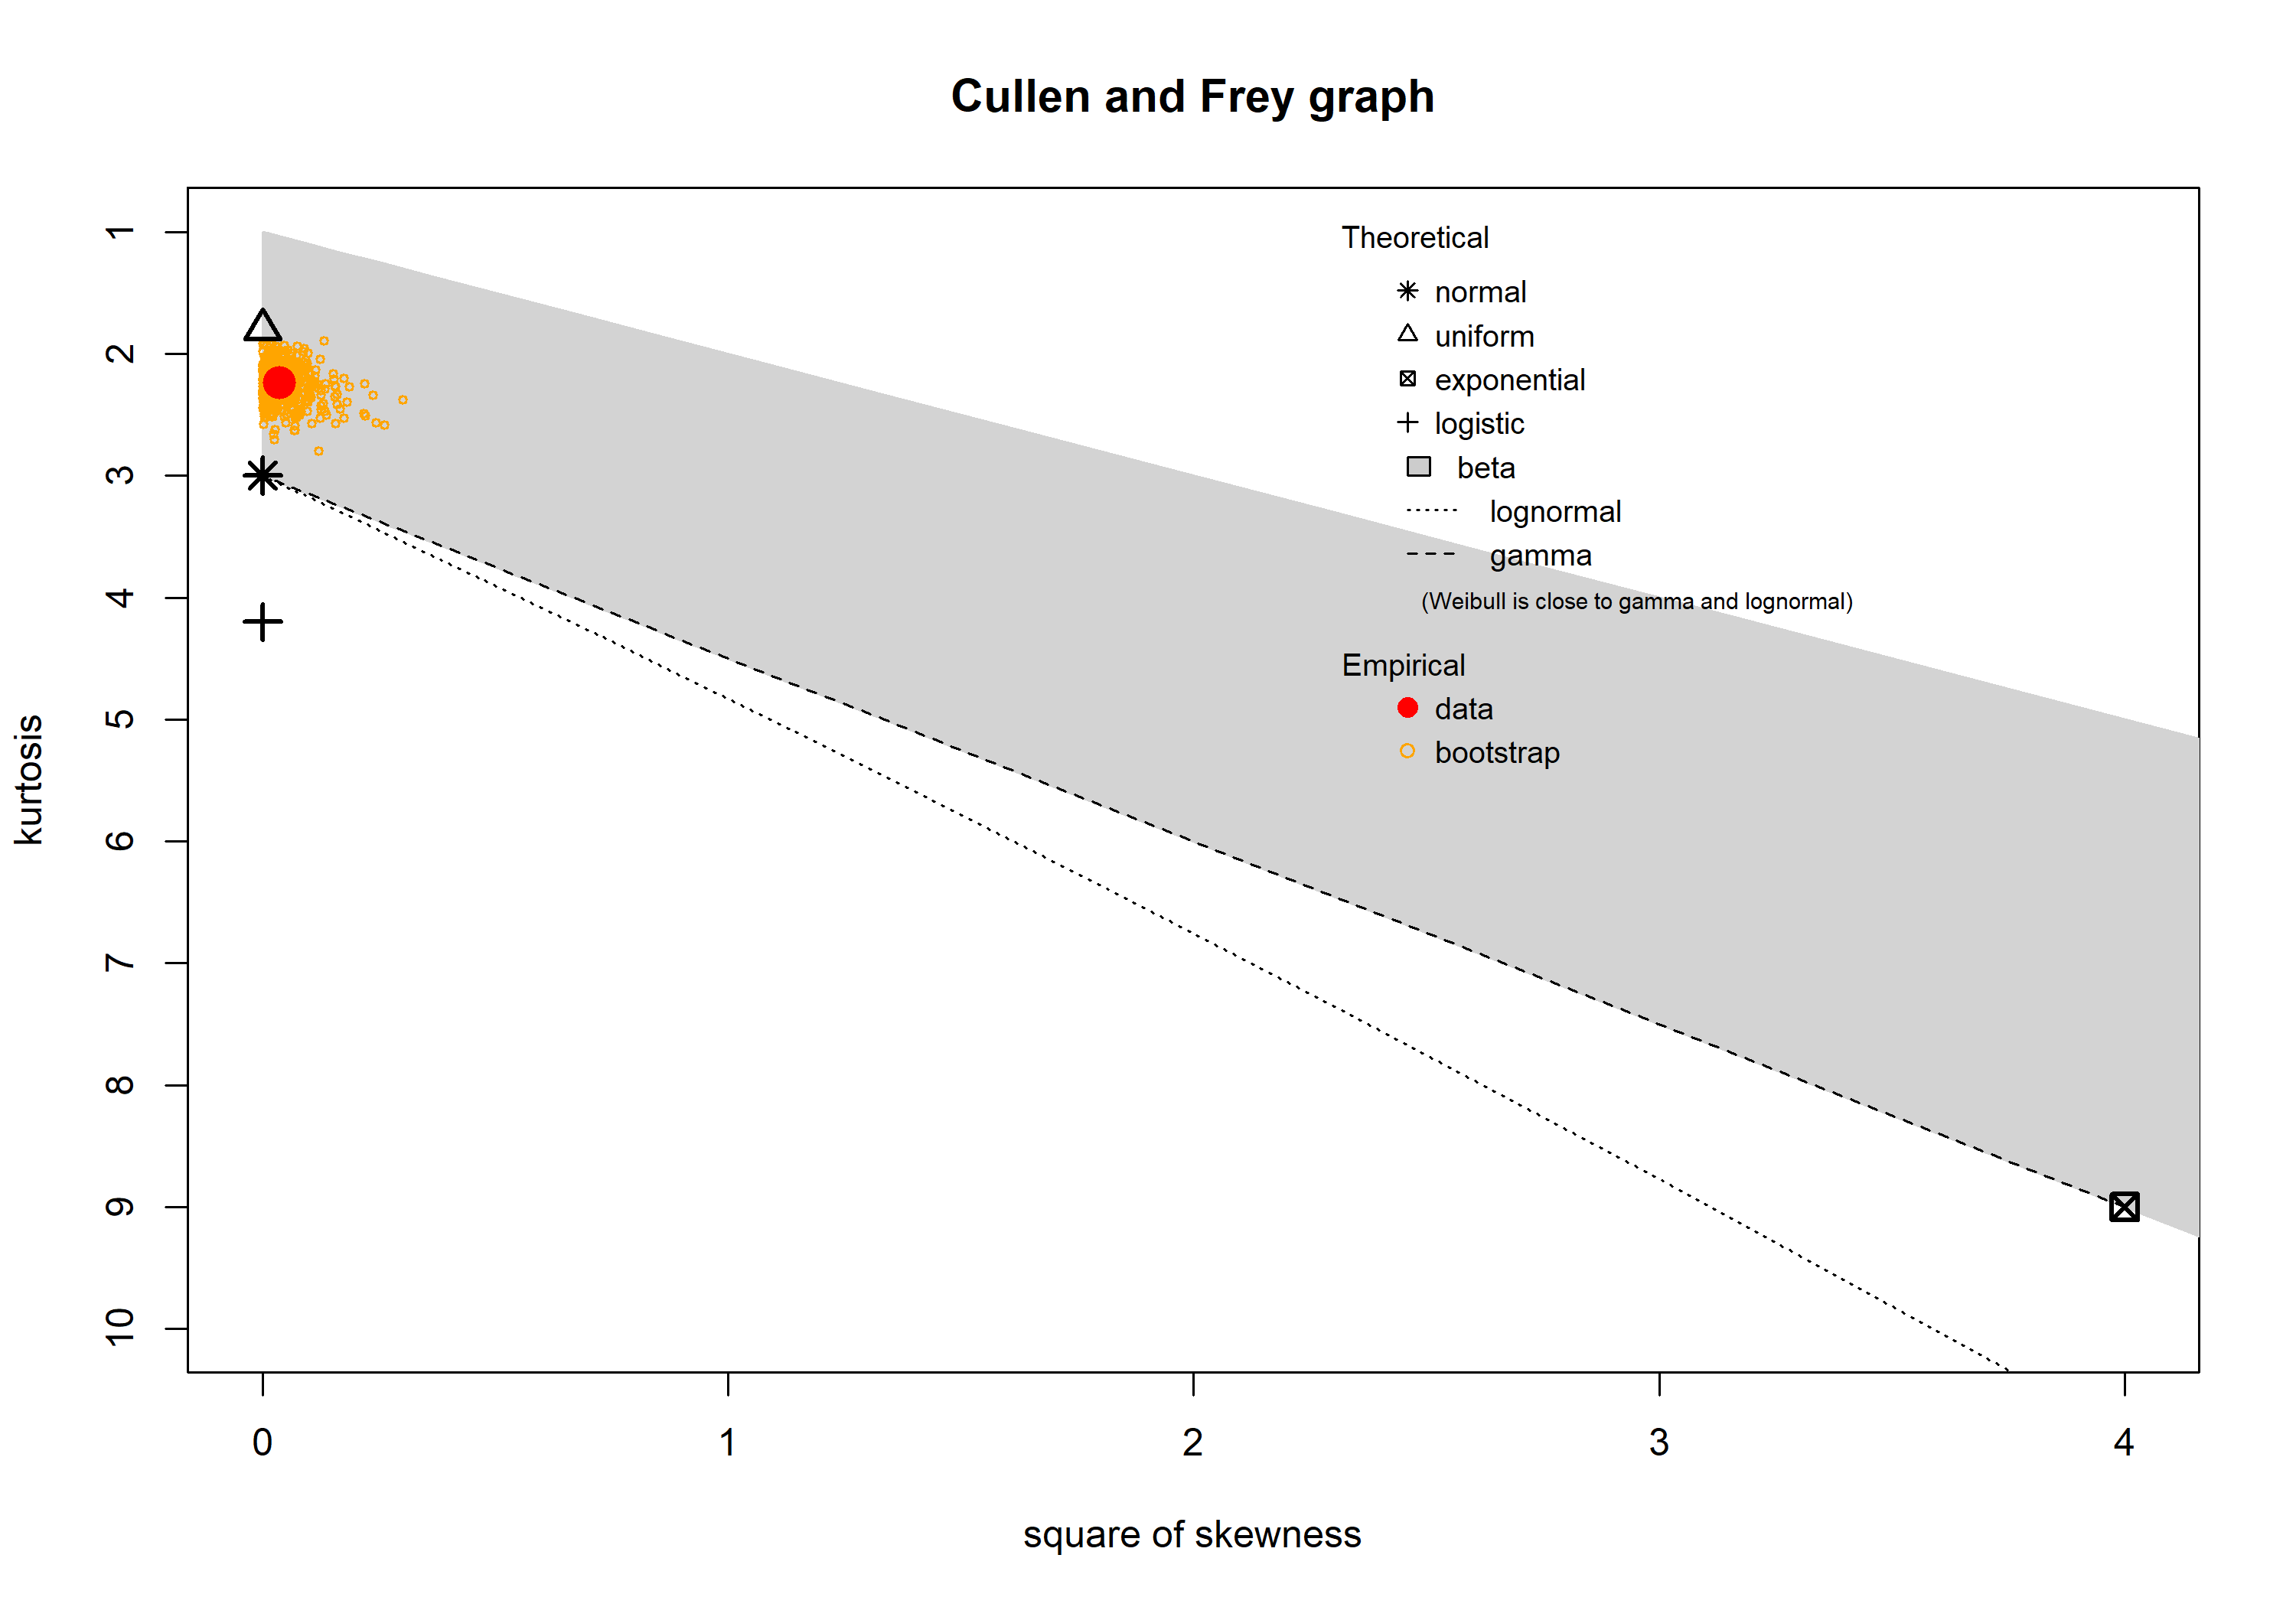 Cullen and Frey graph
Theoretical
normal
uniform
exponential
logistic
beta
lognormal
gamma
(Weibull is close to gamma and lognormal)
Empirical
data
bootstrap
kurtosis
1
2
3
4
5
6
7
8
9
10
0 1 2 3 4
square of skewness